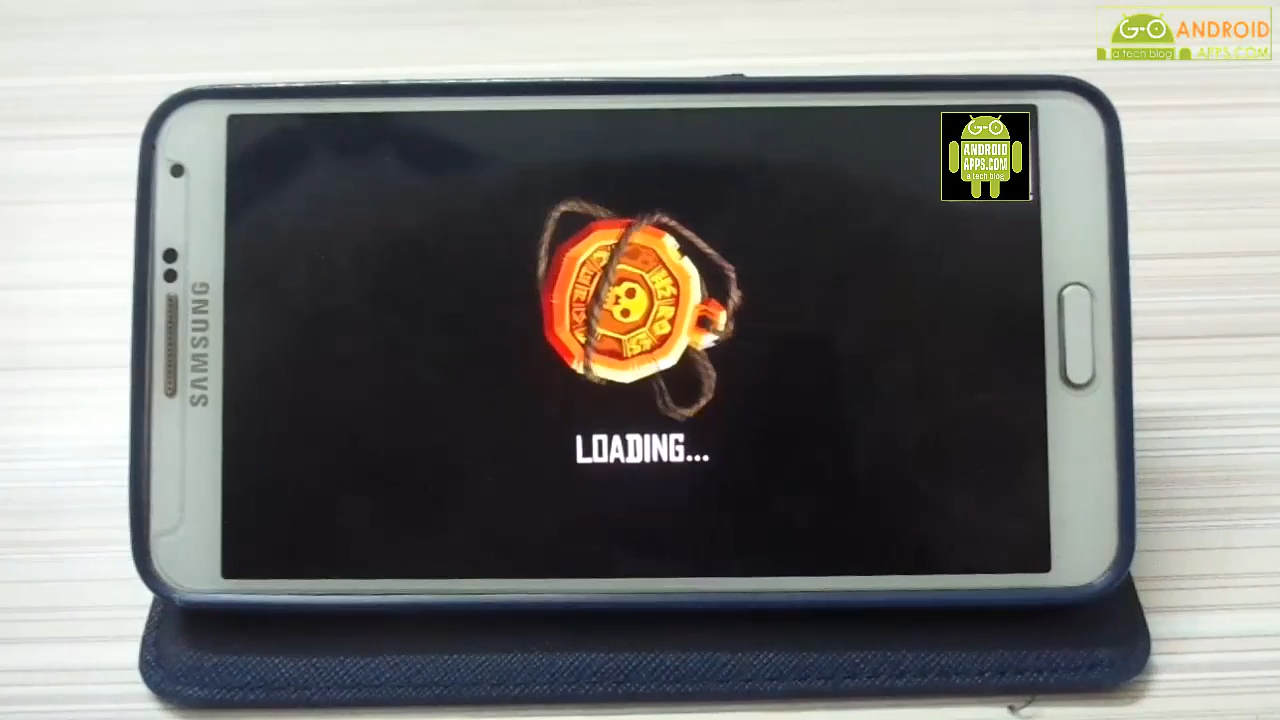 G-O ANDROID
a tech blog APPS.COM
G-O
ANDROID
APPS.COM
a tech blog
SAMSUNG
LOADING...